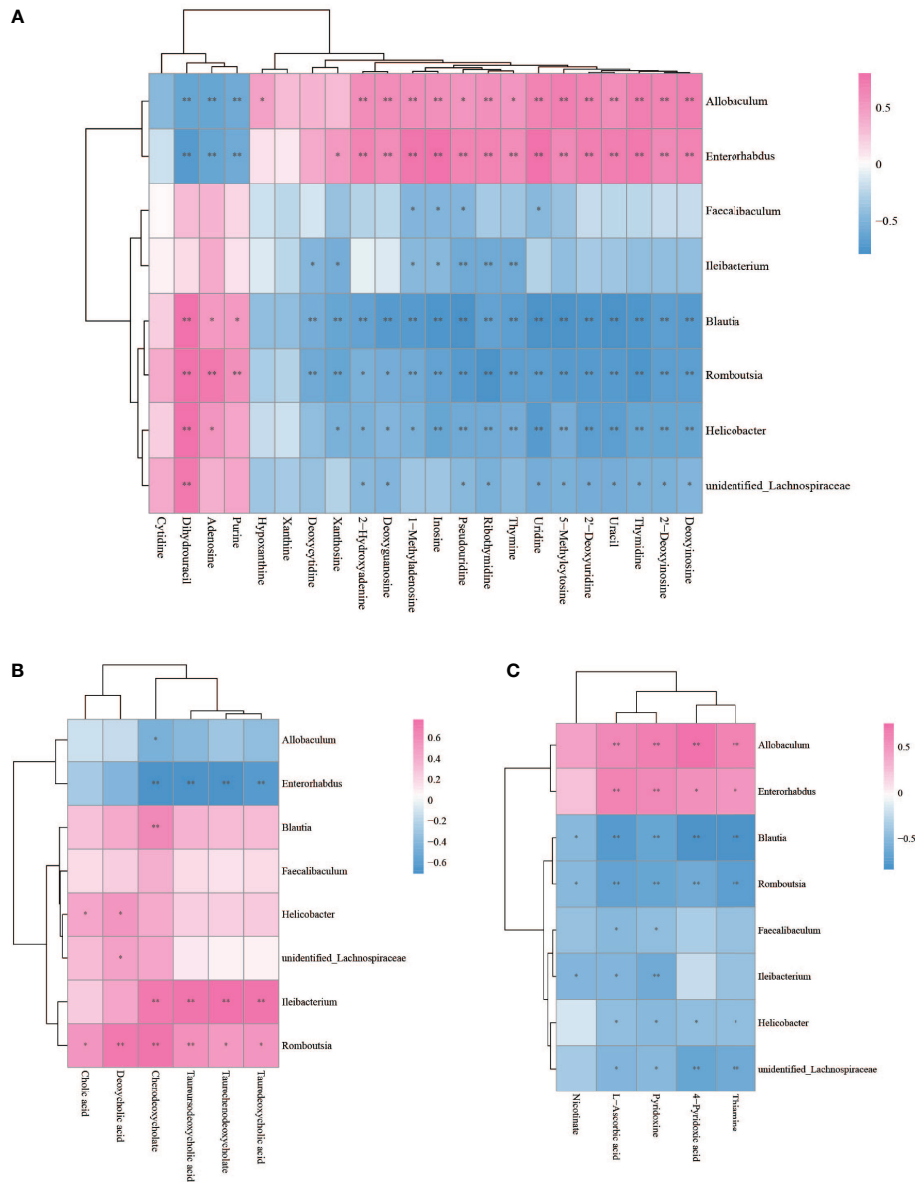 A
0.5
0
−0.5
Allobaculum
Enterorhabdus
Faecalibaculum
Ileibacterium
Blautia
Romboutsia
Helicobacter
unidentified_Lachnospiraceae
Cytidine
Dihydrouracil
Adenosine
Purine
Hypoxanthine
Xanthine
Deoxycytidine
Xanthosine
2−Hydroxyadenine
Deoxyguanosine
1−Methyladenosine
Inosine
Pseudouridine
Ribothymidine
Thymine
Uridine
5−Methylcytosine
2'−Deoxyuridine
Uracil
Thymidine
2'−Deoxyinosine
Deoxyinosine
B
0.6
0.4
0.2
0
−0.2
−0.4
−0.6
Allobaculum
Enterorhabdus
Blautia
Faecalibaculum
Helicobacter
unidentified_Lachnospiraceae
Ileibacterium
Romboutsia
Cholic acid
Deoxycholic acid
Chenodeoxycholate
Tauroursodeoxycholic acid
Taurochenodeoxycholate
Taurodeoxycholic acid
C
0.5
0
−0.5
Allobaculum
Enterorhabdus
Blautia
Romboutsia
Faecalibaculum
Ileibacterium
Helicobacter
unidentified_Lachnospiraceae
Nicotinate
L−Ascorbic acid
Pyridoxine
4−Pyridoxic acid
Thiamine